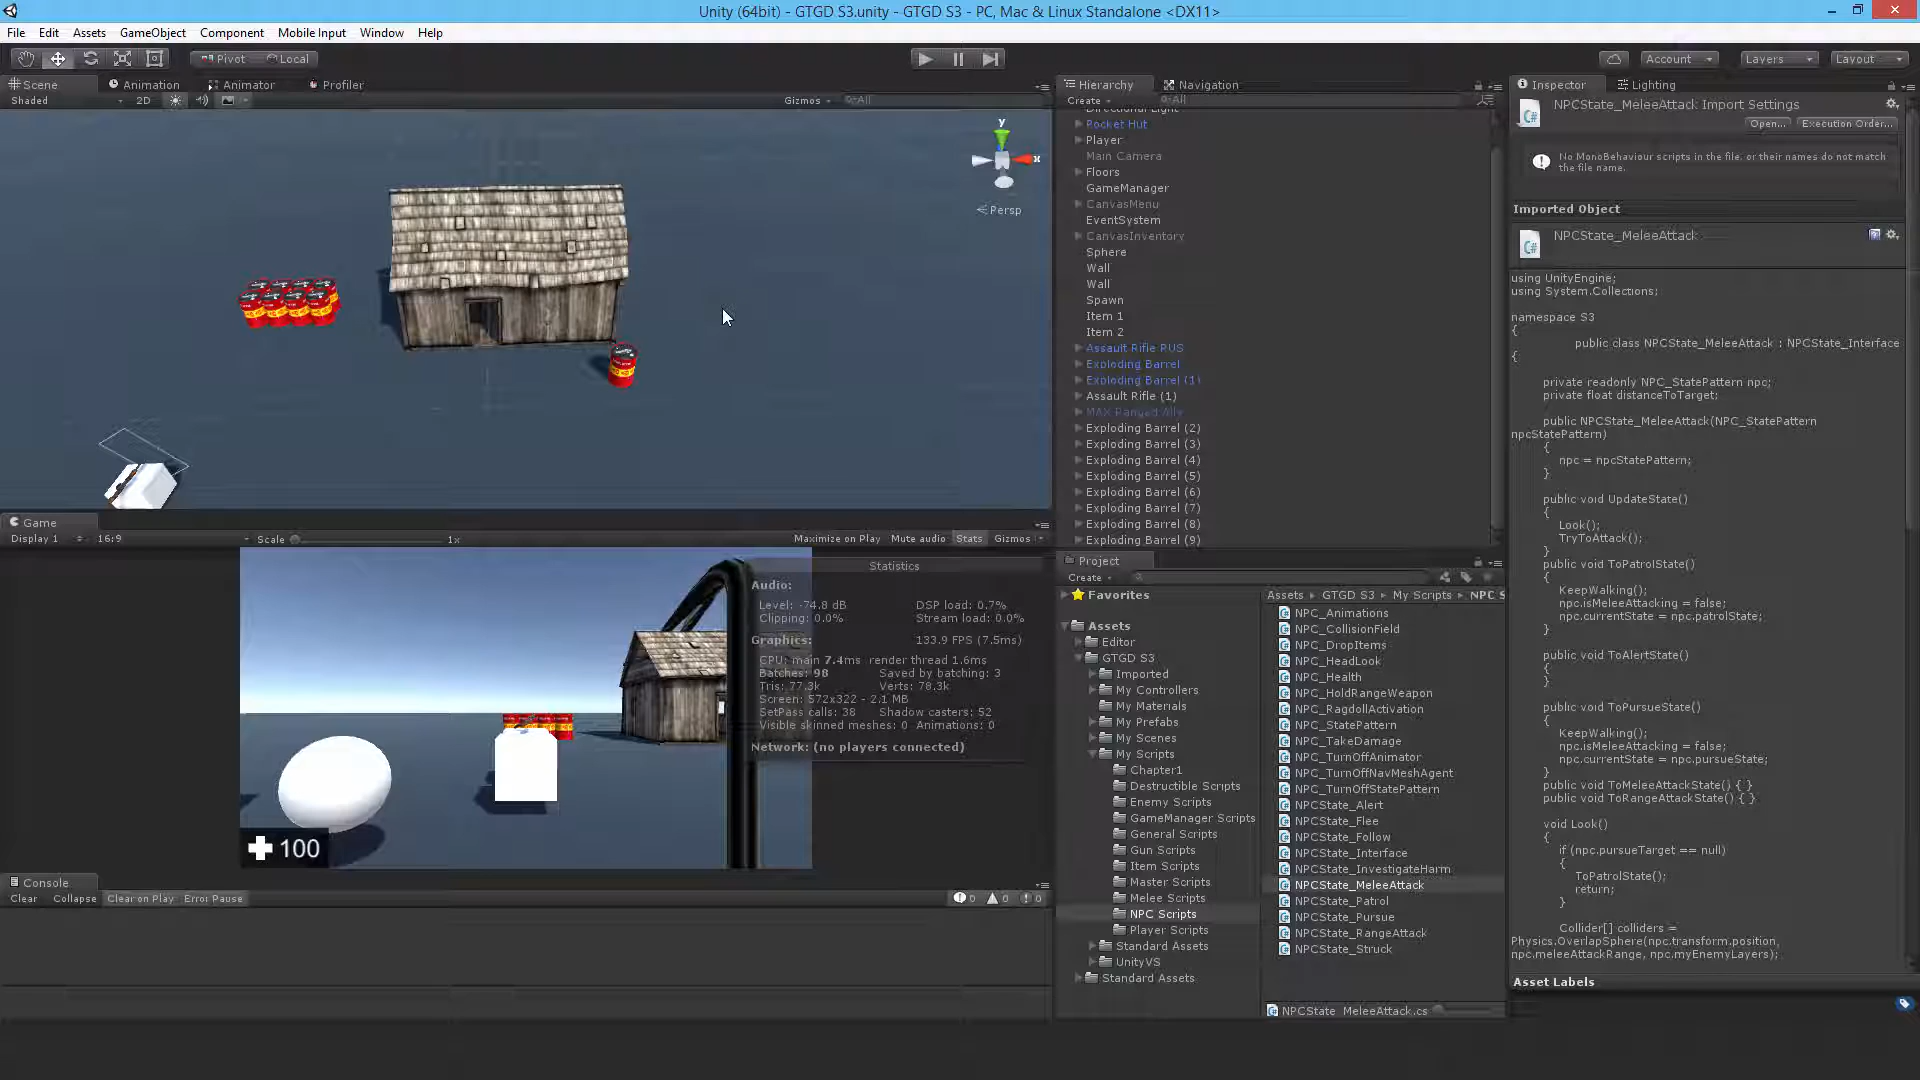 Unity (64bit) - GTGD S3.unity - GTGD S3 - PC, Mac & Linux Standalone <DX11>
File Edit Assets GameObject Component Mobile Input Window Help
Pivot Local
Account Layers Layout
Scene Animation Animator Profiler
Shaded 2D Gizmos All
y
x
Persp
Hierarchy Navigation
Create All
Directional Light
Rocket Hut
Player
Main Camera
Floors
GameManager
CanvasMenu
EventSystem
CanvasInventory
Sphere
Wall
Wall
Spawn
Item 1
Item 2
Assault Rifle PUS
Exploding Barrel
Exploding Barrel (1)
Assault Rifle (1)
MAX Ranged Ally
Exploding Barrel (2)
Exploding Barrel (3)
Exploding Barrel (4)
Exploding Barrel (5)
Exploding Barrel (6)
Exploding Barrel (7)
Exploding Barrel (8)
Exploding Barrel (9)
Game
Display 1 16:9 Scale 1x Maximize on Play Mute audio Stats Gizmos
Statistics
Audio:
Level: -74.8 dB DSP load: 0.7%
Clipping: 0.0% Stream load: 0.0%
Graphics: 133.9 FPS (7.5ms)
CPU: main 7.4ms render thread 1.6ms
Batches: 98 Saved by batching: 3
Tris: 77.3k Verts: 78.3k
Screen: 572x322 - 2.1 MB
SetPass calls: 38 Shadow casters: 52
Visible skinned meshes: 0 Animations: 0
Network: (no players connected)
100
Console
Clear Collapse Clear on Play Error Pause 0 0 0
Project
Create
Favorites
Assets
Editor
GTGD S3
Imported
My Controllers
My Materials
My Prefabs
My Scenes
My Scripts
Chapter1
Destructible Scripts
Enemy Scripts
GameManager Scripts
General Scripts
Gun Scripts
Item Scripts
Master Scripts
Melee Scripts
NPC Scripts
Player Scripts
Standard Assets
UnityVS
Standard Assets
Assets GTGD S3 My Scripts NPC S
NPC_Animations
NPC_CollisionField
NPC_DropItems
NPC_HeadLook
NPC_Health
NPC_HoldRangeWeapon
NPC_RagdollActivation
NPC_StatePattern
NPC_TakeDamage
NPC_TurnOffAnimator
NPC_TurnOffNavMeshAgent
NPC_TurnOffStatePattern
NPCState_Alert
NPCState_Flee
NPCState_Follow
NPCState_Interface
NPCState_InvestigateHarm
NPCState_MeleeAttack
NPCState_Patrol
NPCState_Pursue
NPCState_RangeAttack
NPCState_Struck
NPCState_MeleeAttack.cs
Inspector Lighting
NPCState_MeleeAttack Import Settings
Open... Execution Order...
No MonoBehaviour scripts in the file, or their names do not match
the file name.
Imported Object
NPCState_MeleeAttack
using UnityEngine;
using System.Collections;
namespace S3
{
public class NPCState_MeleeAttack : NPCState_Interface
{
private readonly NPC_StatePattern npc;
private float distanceToTarget;
public NPCState_MeleeAttack(NPC_StatePattern
npcStatePattern)
{
npc = npcStatePattern;
}
public void UpdateState()
{
Look();
TryToAttack();
}
public void ToPatrolState()
{
KeepWalking();
npc.isMeleeAttacking = false;
npc.currentState = npc.patrolState;
}
public void ToAlertState()
{
}
public void ToPursueState()
{
KeepWalking();
npc.isMeleeAttacking = false;
npc.currentState = npc.pursueState;
}
public void ToMeleeAttackState() { }
public void ToRangeAttackState() { }
void Look()
{
if (npc.pursueTarget == null)
{
ToPatrolState();
return;
}
Collider[] colliders =
Physics.OverlapSphere(npc.transform.position,
npc.meleeAttackRange, npc.myEnemyLayers);
Asset Labels